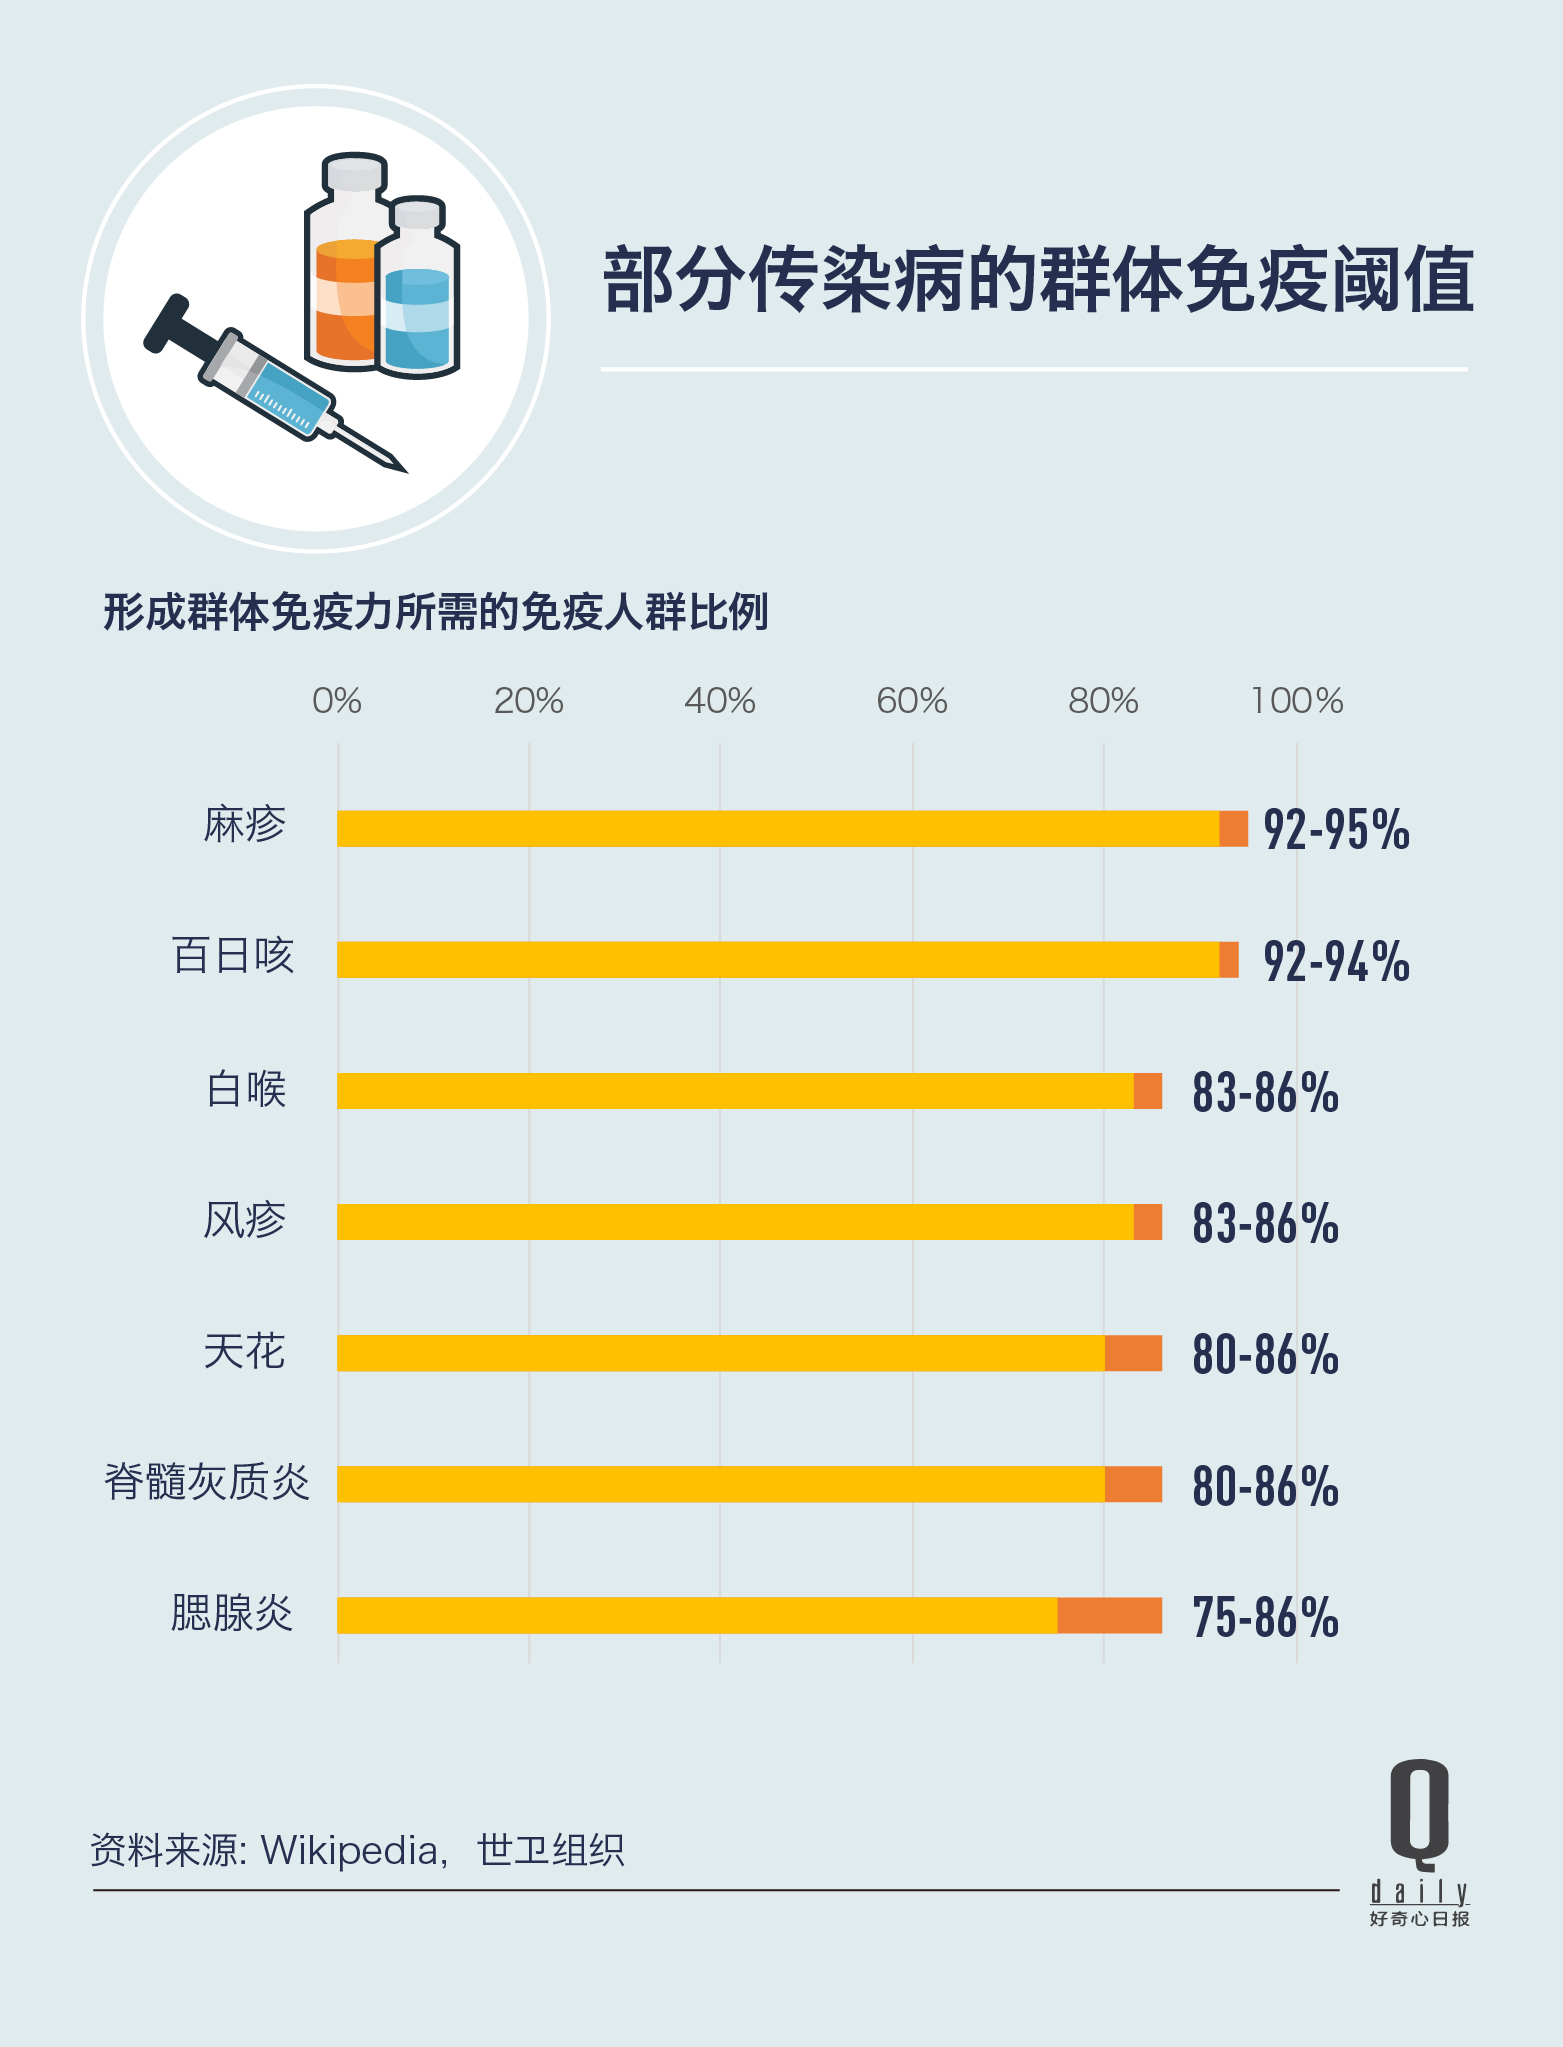 部分传染病的群体免疫阈值
形成群体免疫力所需的免疫人群比例
0% 20% 40% 60% 80% 100%
麻疹 92-95%
百日咳 92-94%
白喉 83-86%
风疹 83-86%
天花 80-86%
脊髓灰质炎 80-86%
腮腺炎 75-86%
资料来源: Wikipedia, 世卫组织
Q
daily
好奇心日报